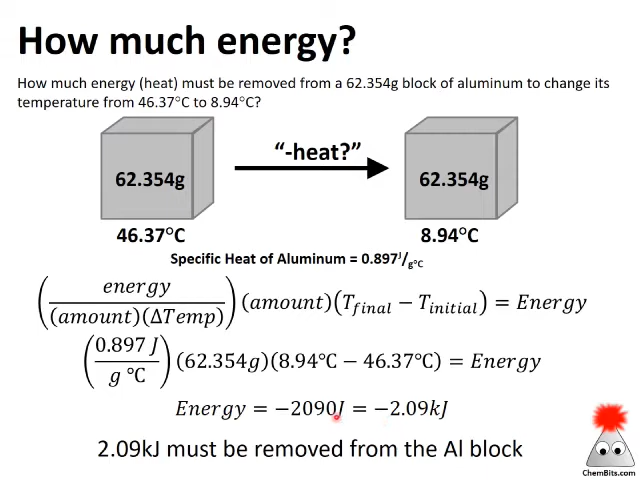 How much energy?
How much energy (heat) must be removed from a 62.354g block of aluminum to change its
temperature from 46.37°C to 8.94°C?
“-heat?”
62.354g
62.354g
46.37°C
8.94°C
Specific Heat of Aluminum = 0.897ᴶ/g°C
(energy / (amount)(ΔTemp)) (amount)(T_final − T_initial) = Energy
(0.897 J / g °C) (62.354g)(8.94℃ − 46.37℃) = Energy
Energy = −2090J = −2.09kJ
2.09kJ must be removed from the Al block
ChemBits.com